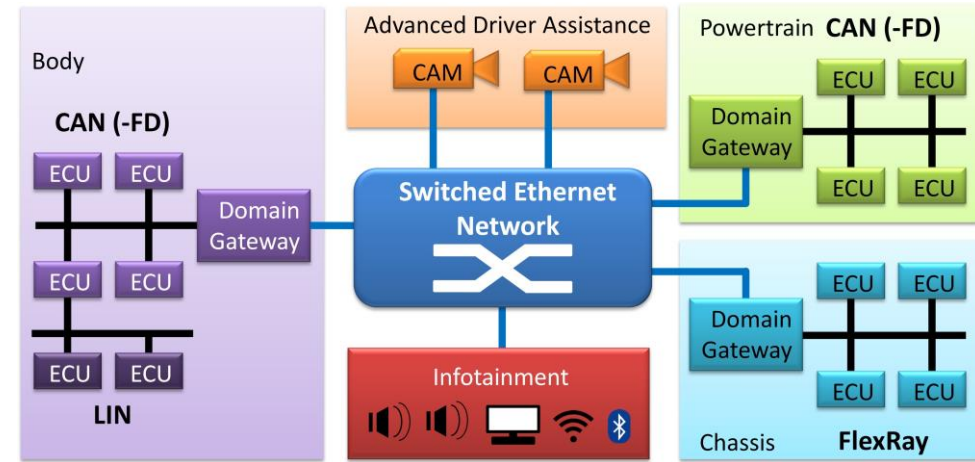 Body
CAN (-FD)
ECU ECU
Domain
Gateway
ECU ECU
ECU ECU
LIN
Advanced Driver Assistance
CAM CAM
Switched Ethernet
Network
Infotainment
Powertrain CAN (-FD)
ECU ECU
Domain
Gateway
ECU ECU
ECU ECU
Domain
Gateway
ECU ECU
Chassis FlexRay